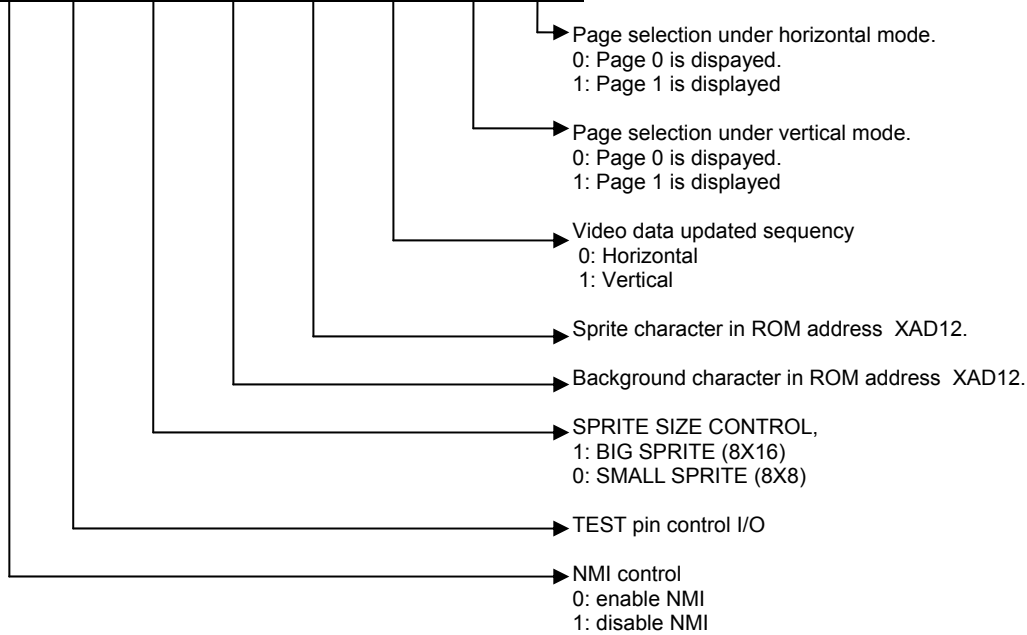 Page selection under horizontal mode.
0: Page 0 is dispayed.
1: Page 1 is displayed
Page selection under vertical mode.
0: Page 0 is dispayed.
1: Page 1 is displayed
Video data updated sequency
0: Horizontal
1: Vertical
Sprite character in ROM address XAD12.
Background character in ROM address XAD12.
SPRITE SIZE CONTROL,
1: BIG SPRITE (8X16)
0: SMALL SPRITE (8X8)
TEST pin control I/O
NMI control
0: enable NMI
1: disable NMI